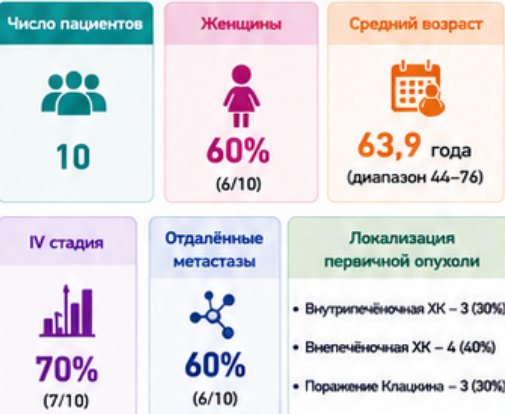 Число пациентов
10
Женщины
60%
(6/10)
Средний возраст
63,9 года
(диапазон 44–76)
IV стадия
70%
(7/10)
Отдалённые
метастазы
60%
(6/10)
Локализация
первичной опухоли
• Внутрипечёночная ХК – 3 (30%)
• Внепечёночная ХК – 4 (40%)
• Поражение Клацкина – 3 (30%)